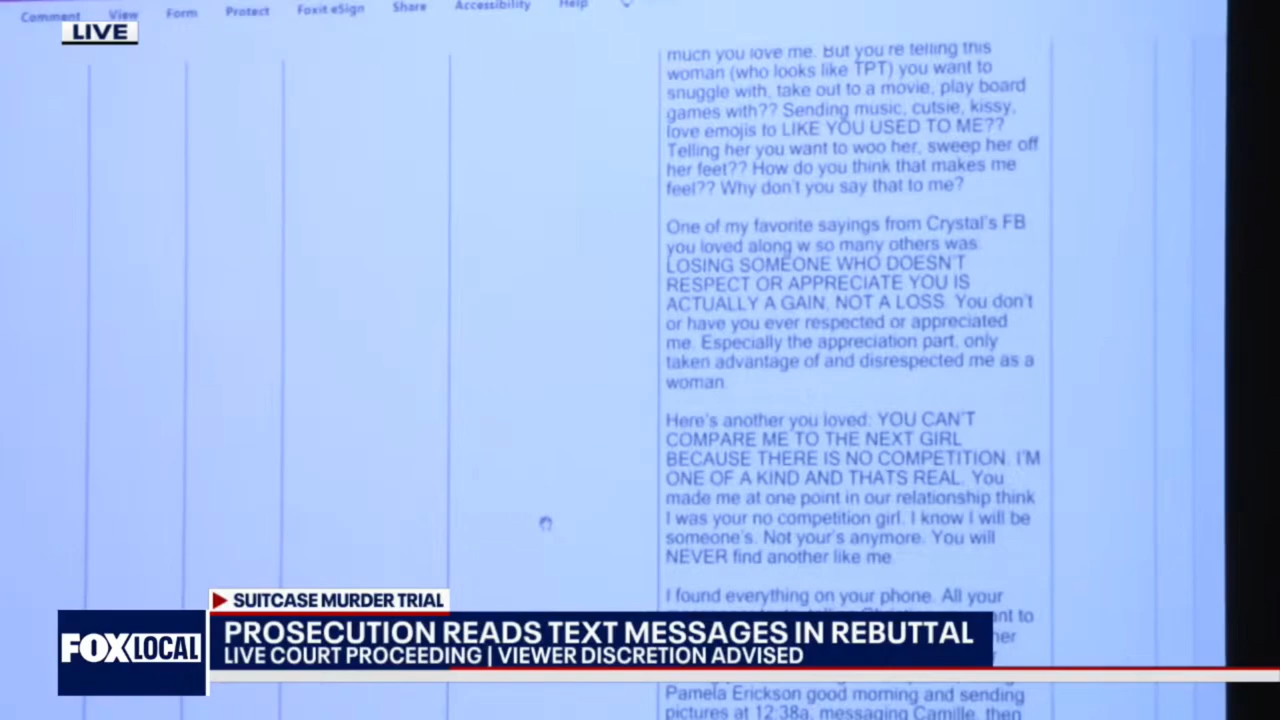 Comment View Form Protect Foxit eSign Share Accessibility Help
LIVE
much you love me. But you're telling this
woman (who looks like TPT) you want to
snuggle with, take out to a movie, play board
games with?? Sending music, cutsie, kissy,
love emojis to LIKE YOU USED TO ME??
Telling her you want to woo her, sweep her off
her feet?? How do you think that makes me
feel?? Why don't you say that to me?
One of my favorite sayings from Crystal's FB
you loved along w so many others was
LOSING SOMEONE WHO DOESN'T
RESPECT OR APPRECIATE YOU IS
ACTUALLY A GAIN, NOT A LOSS. You don't
or have you ever respected or appreciated
me. Especially the appreciation part, only
taken advantage of and disrespected me as a
woman.
Here's another you loved: YOU CAN'T
COMPARE ME TO THE NEXT GIRL
BECAUSE THERE IS NO COMPETITION. I'M
ONE OF A KIND AND THATS REAL. You
made me at one point in our relationship think
I was your no competition girl. I know I will be
someone's. Not your's anymore. You will
NEVER find another like me.
I found everything on your phone. All your
Pamela Erickson good morning and sending
pictures at 12:38a, messaging Camille, then
SUITCASE MURDER TRIAL
FOX LOCAL
PROSECUTION READS TEXT MESSAGES IN REBUTTAL
LIVE COURT PROCEEDING | VIEWER DISCRETION ADVISED